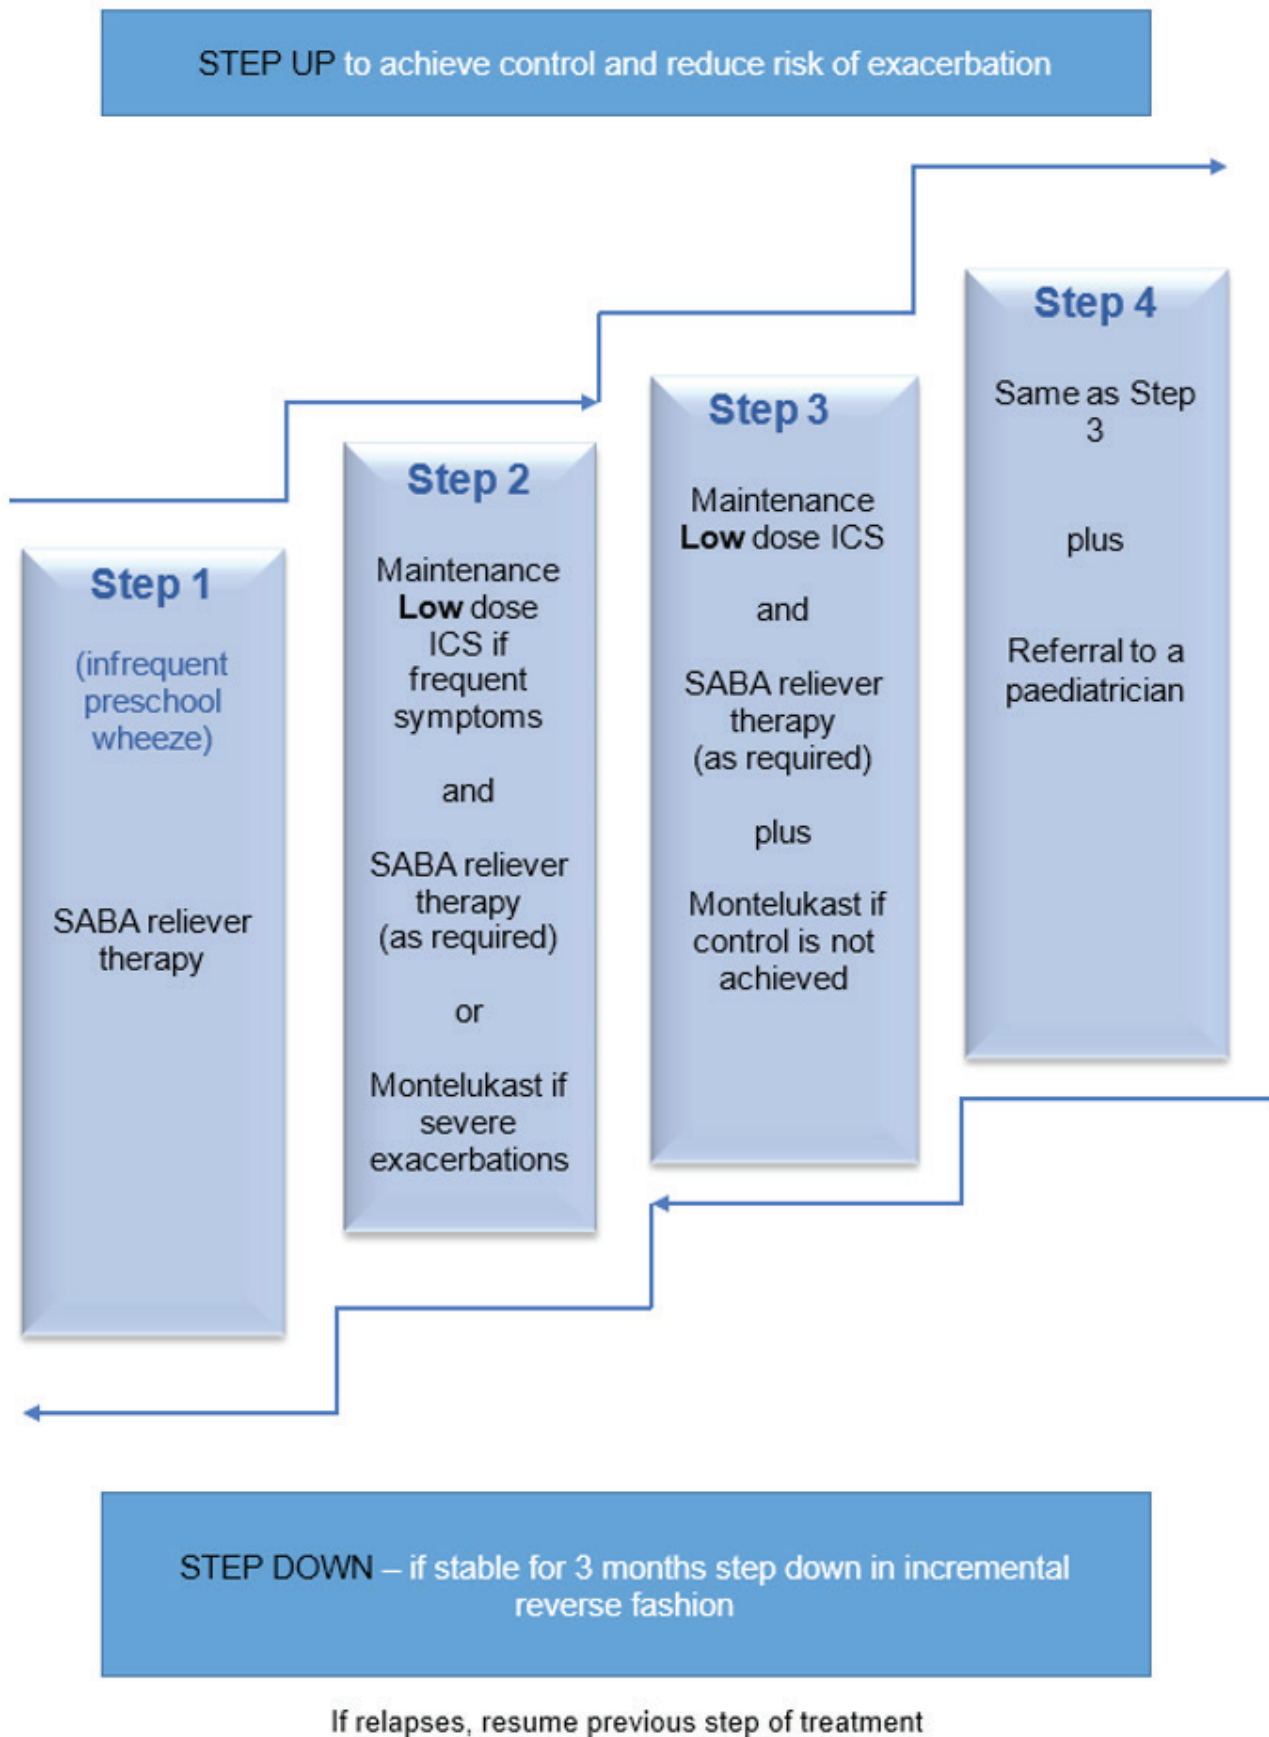 STEP UP to achieve control and reduce risk of exacerbation
Step 1
(infrequent
preschool
wheeze)
SABA reliever
therapy
Step 2
Maintenance
Low dose
ICS if
frequent
symptoms
and
SABA reliever
therapy
(as required)
or
Montelukast if
severe
exacerbations
Step 3
Maintenance
Low dose ICS
and
SABA reliever
therapy
(as required)
plus
Montelukast if
control is not
achieved
Step 4
Same as Step
3
plus
Referral to a
paediatrician
STEP DOWN – if stable for 3 months step down in incremental
reverse fashion
If relapses, resume previous step of treatment